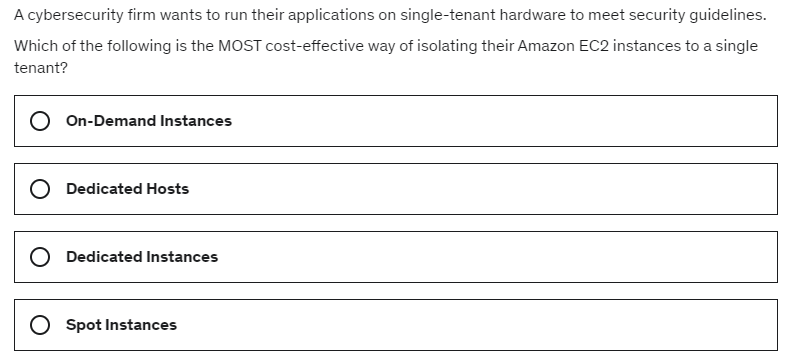 A cybersecurity firm wants to run their applications on single-tenant hardware to meet security guidelines.
Which of the following is the MOST cost-effective way of isolating their Amazon EC2 instances to a single
tenant?
On-Demand Instances
Dedicated Hosts
Dedicated Instances
Spot Instances